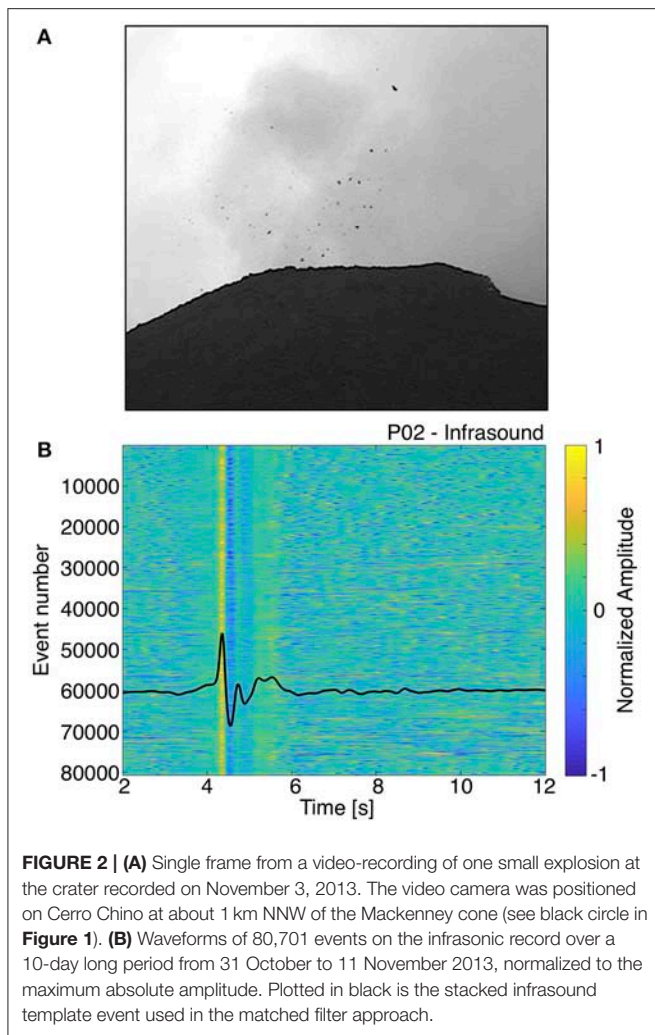 A
P02 - Infrasound
B
10000
20000
30000
40000
50000
60000
70000
80000
Event number
2
4
6
8
10
12
Time [s]
1
0
-1
Normalized Amplitude
FIGURE 2 | (A) Single frame from a video-recording of one small explosion at
the crater recorded on November 3, 2013. The video camera was positioned
on Cerro Chino at about 1 km NNW of the Mackenney cone (see black circle in
Figure 1). (B) Waveforms of 80,701 events on the infrasonic record over a
10-day long period from 31 October to 11 November 2013, normalized to the
maximum absolute amplitude. Plotted in black is the stacked infrasound
template event used in the matched filter approach.